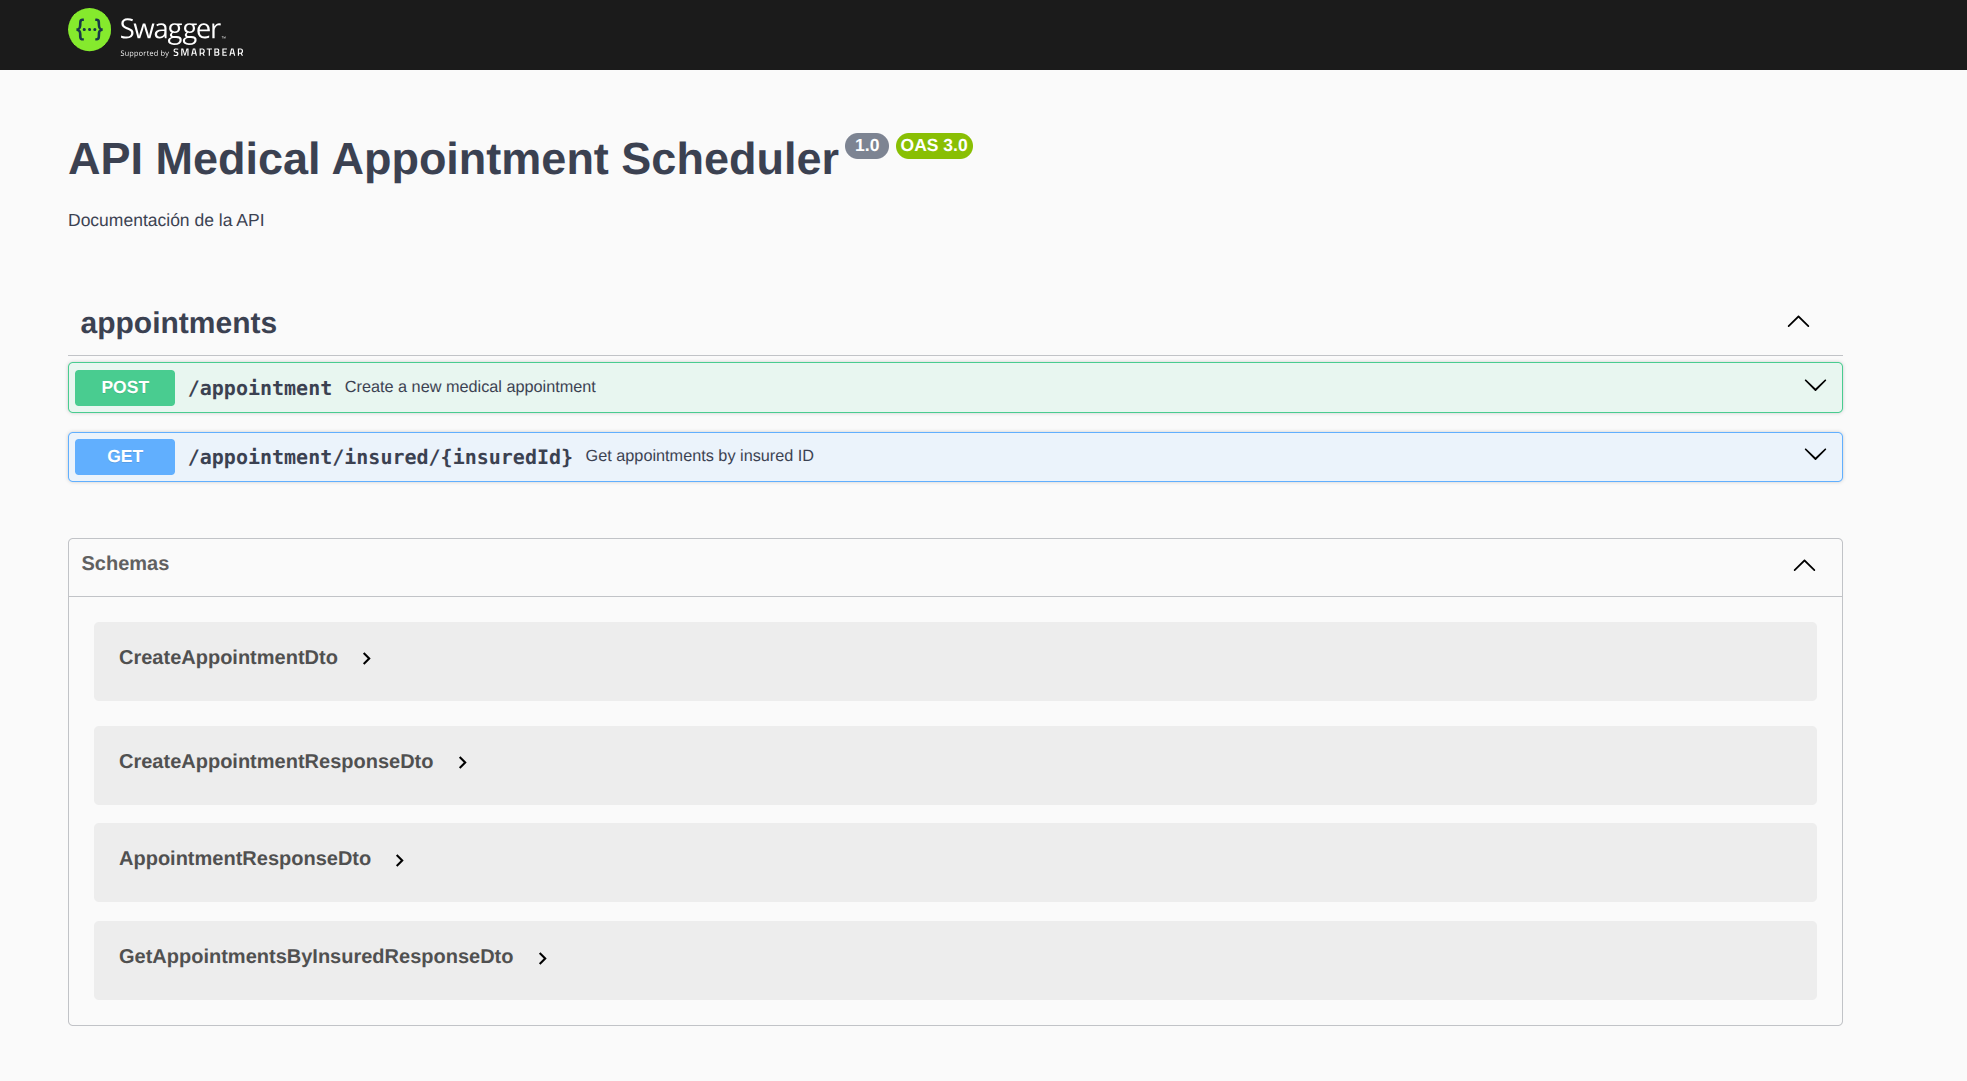 Swagger
Supported by SMARTBEAR
API Medical Appointment Scheduler 1.0 OAS 3.0
Documentación de la API
appointments
POST /appointment Create a new medical appointment
GET /appointment/insured/{insuredId} Get appointments by insured ID
Schemas
CreateAppointmentDto
CreateAppointmentResponseDto
AppointmentResponseDto
GetAppointmentsByInsuredResponseDto